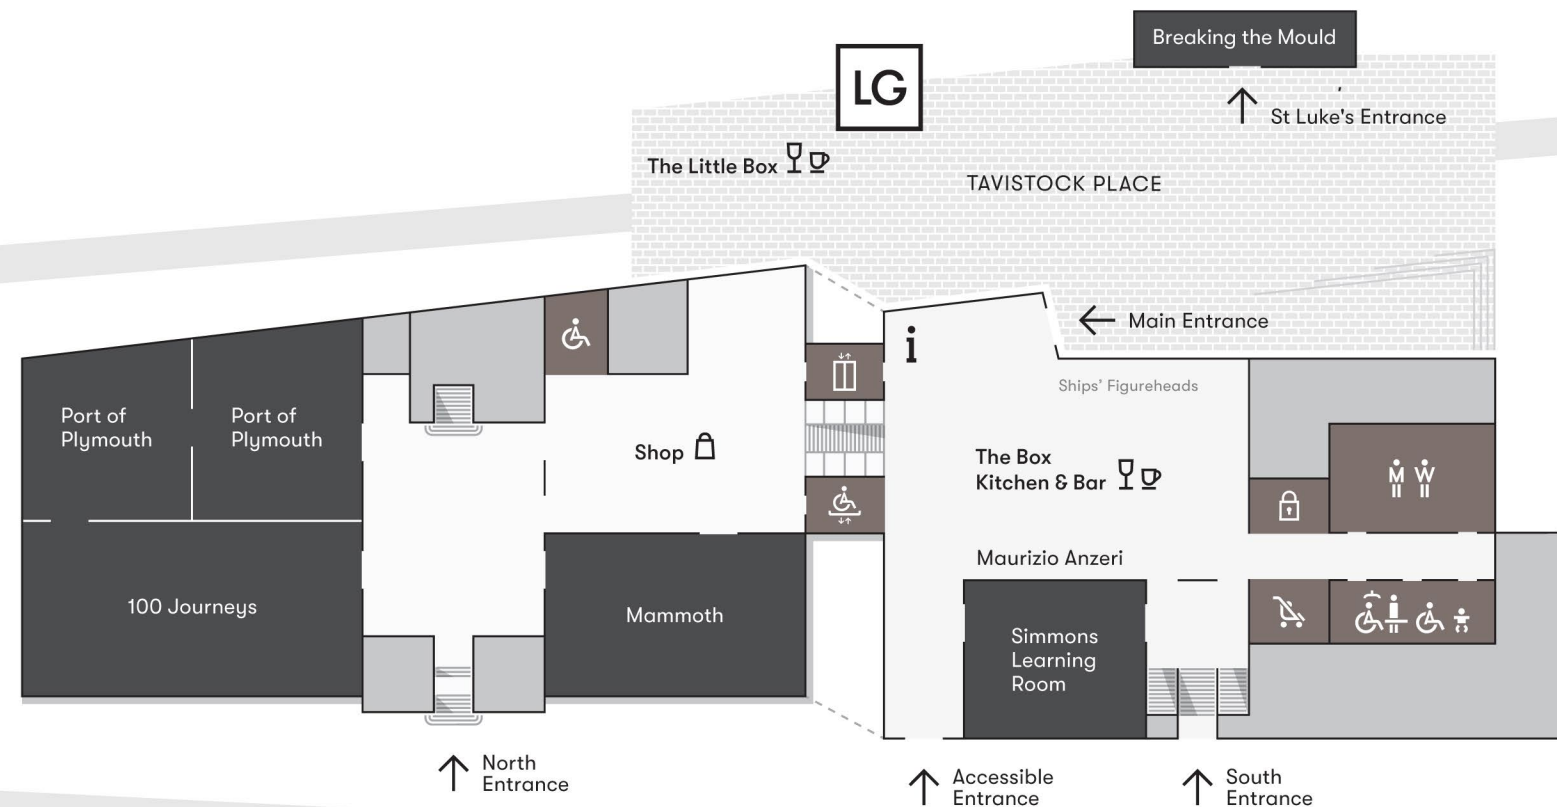 Breaking the Mould
LG
St Luke's Entrance
The Little Box
TAVISTOCK PLACE
i
Main Entrance
Ships' Figureheads
Port of
Plymouth
Port of
Plymouth
Shop
The Box
Kitchen & Bar
M W
Maurizio Anzeri
100 Journeys
Mammoth
Simmons
Learning
Room
North
Entrance
Accessible
Entrance
South
Entrance